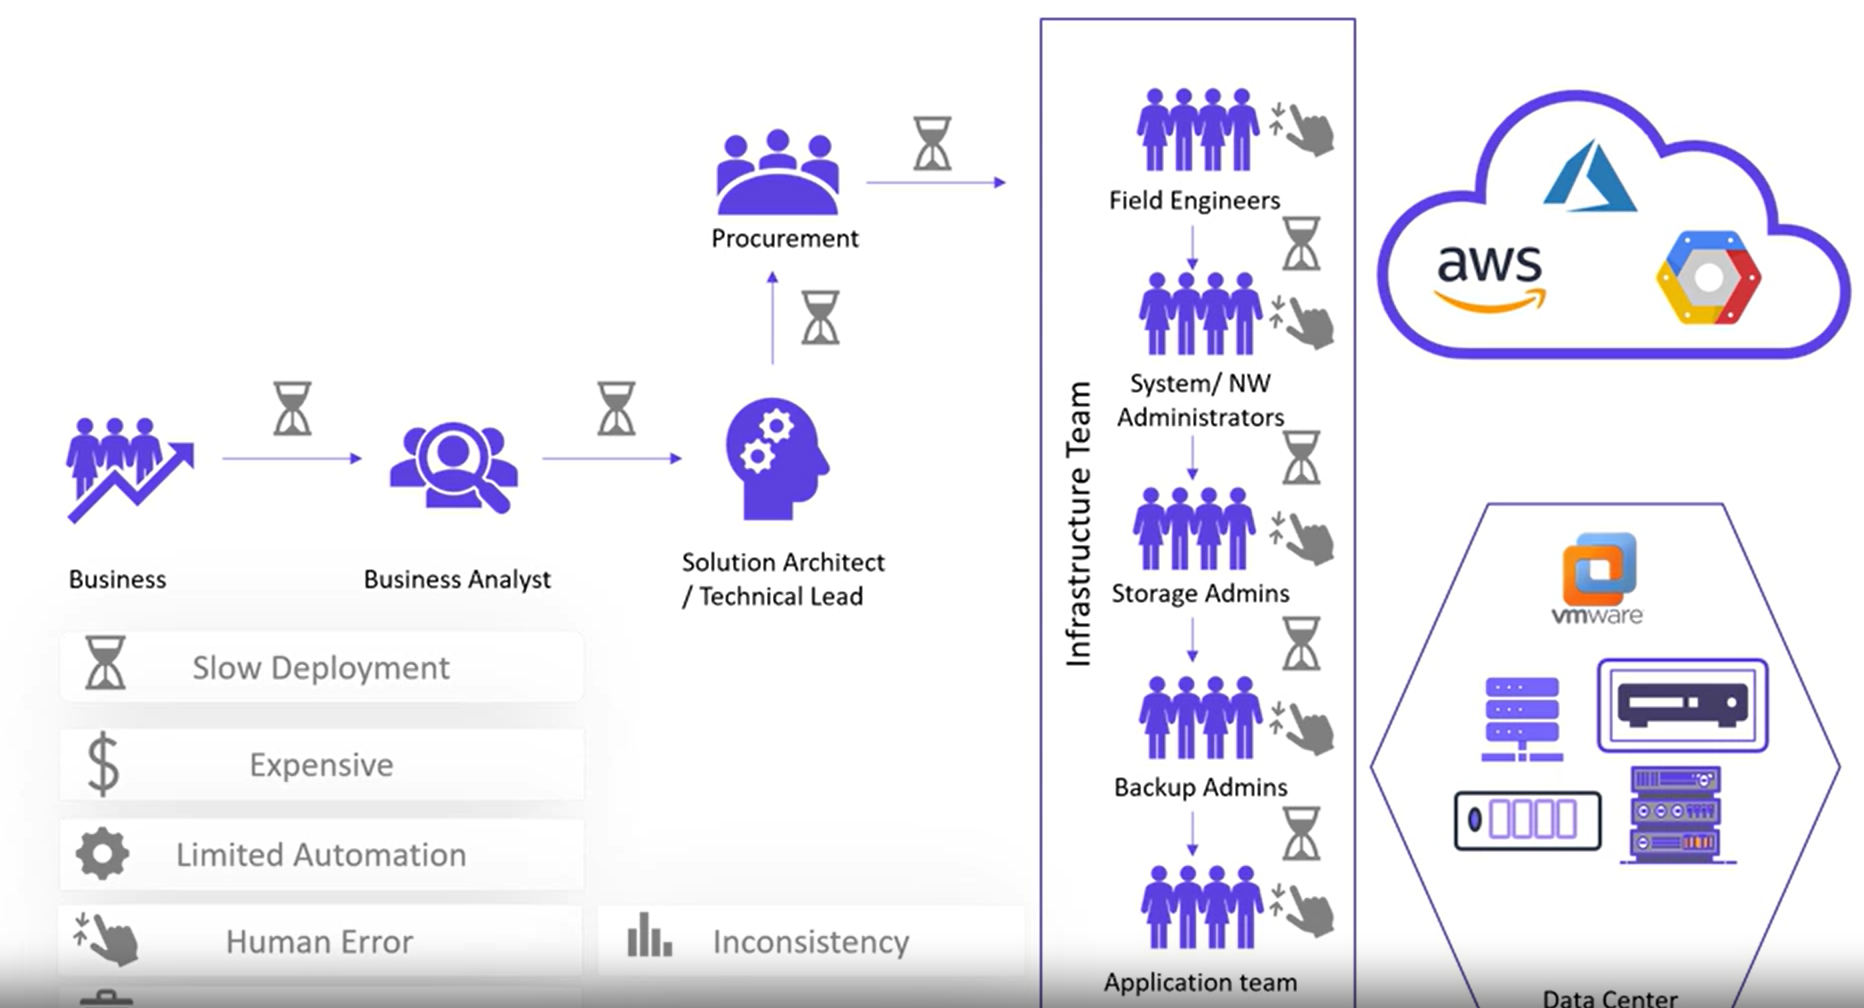 Procurement
Business
Business Analyst
Solution Architect
/ Technical Lead
Slow Deployment
$
Expensive
Limited Automation
Human Error
Inconsistency
Infrastructure Team
Field Engineers
System/ NW
Administrators
Storage Admins
Backup Admins
Application team
aws
vmware
Data Center